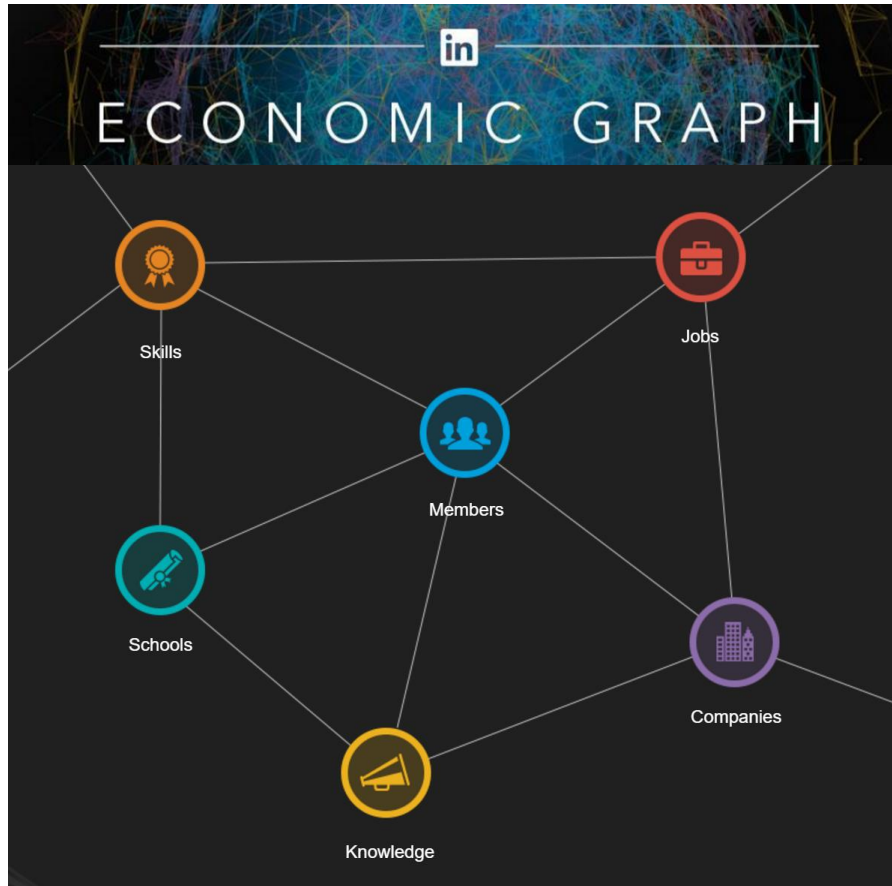 in
ECONOMIC GRAPH
Skills
Jobs
Members
Schools
Companies
Knowledge